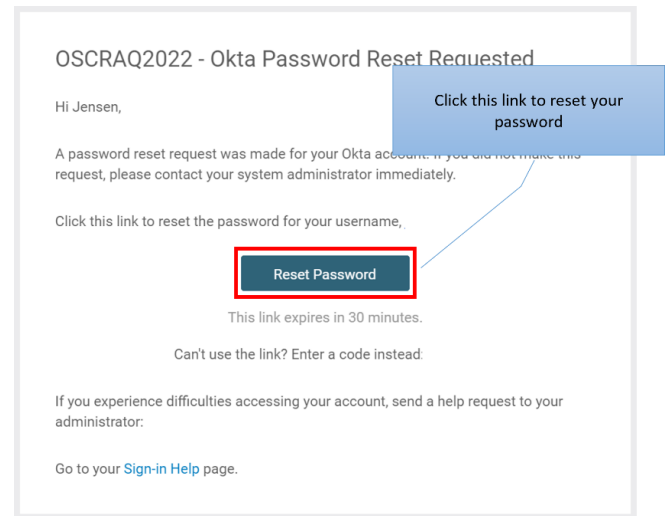 OSCRAQ2022 - Okta Password Reset Requested
Click this link to reset your
password
Hi Jensen,
A password reset request was made for your Okta account. If you did not make this
request, please contact your system administrator immediately.
Click this link to reset the password for your username,
Reset Password
This link expires in 30 minutes.
Can't use the link? Enter a code instead:
If you experience difficulties accessing your account, send a help request to your
administrator:
Go to your Sign-in Help page.